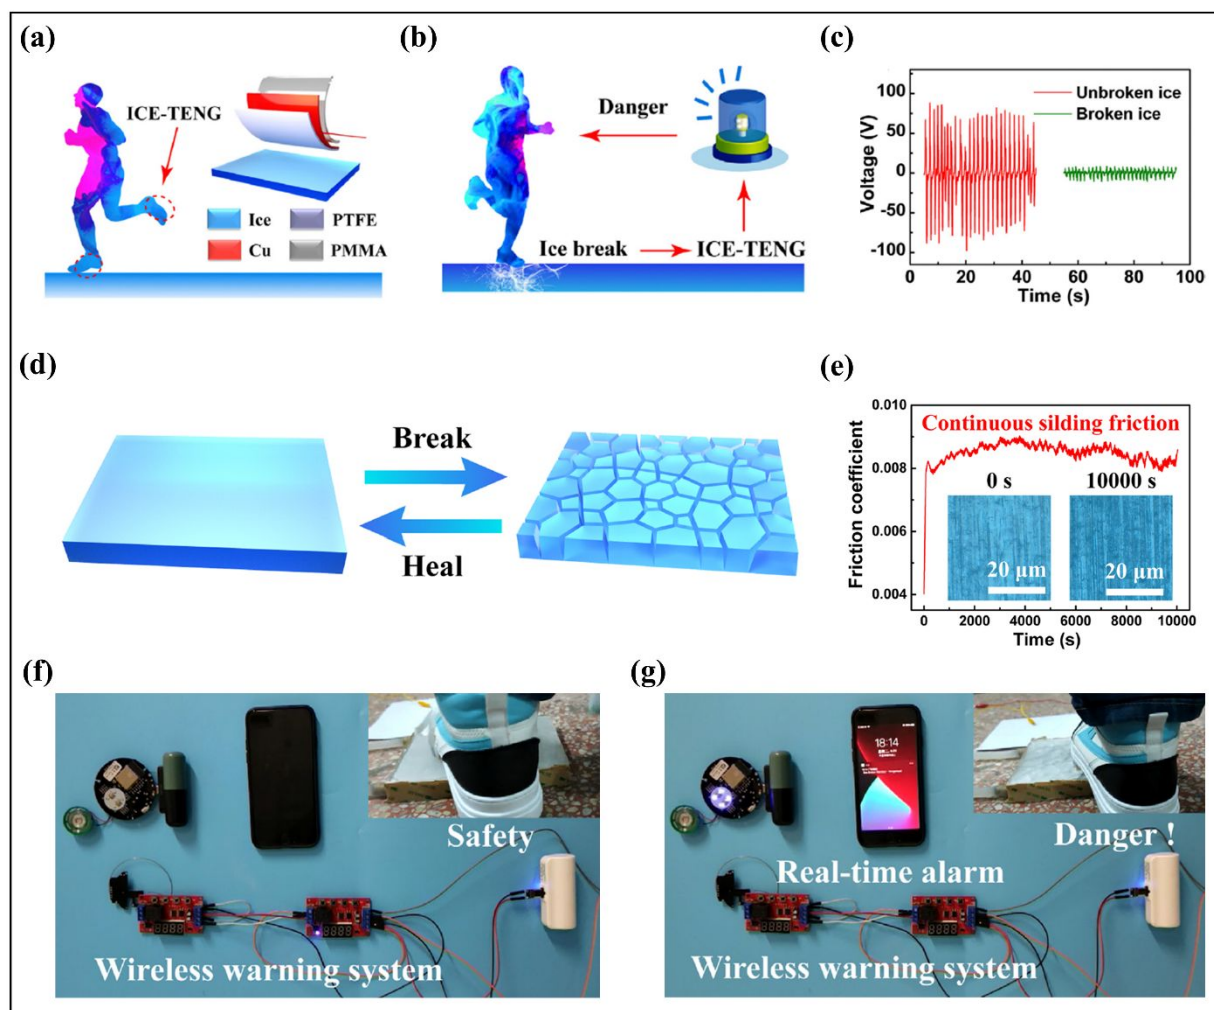 (a)
ICE-TENG
Ice
PTFE
Cu
PMMA
(b)
Danger
Ice break
ICE-TENG
(c)
Unbroken ice
Broken ice
Voltage (V)
100
50
0
-50
-100
0
20
40
60
80
100
Time (s)
(d)
Break
Heal
(e)
Continuous silding friction
Friction coefficient
0.010
0.008
0.006
0.004
0 s
10000 s
20 μm
20 μm
0
2000
4000
6000
8000
10000
Time (s)
(f)
Safety
Wireless warning system
(g)
18:14
Danger !
Real-time alarm
Wireless warning system